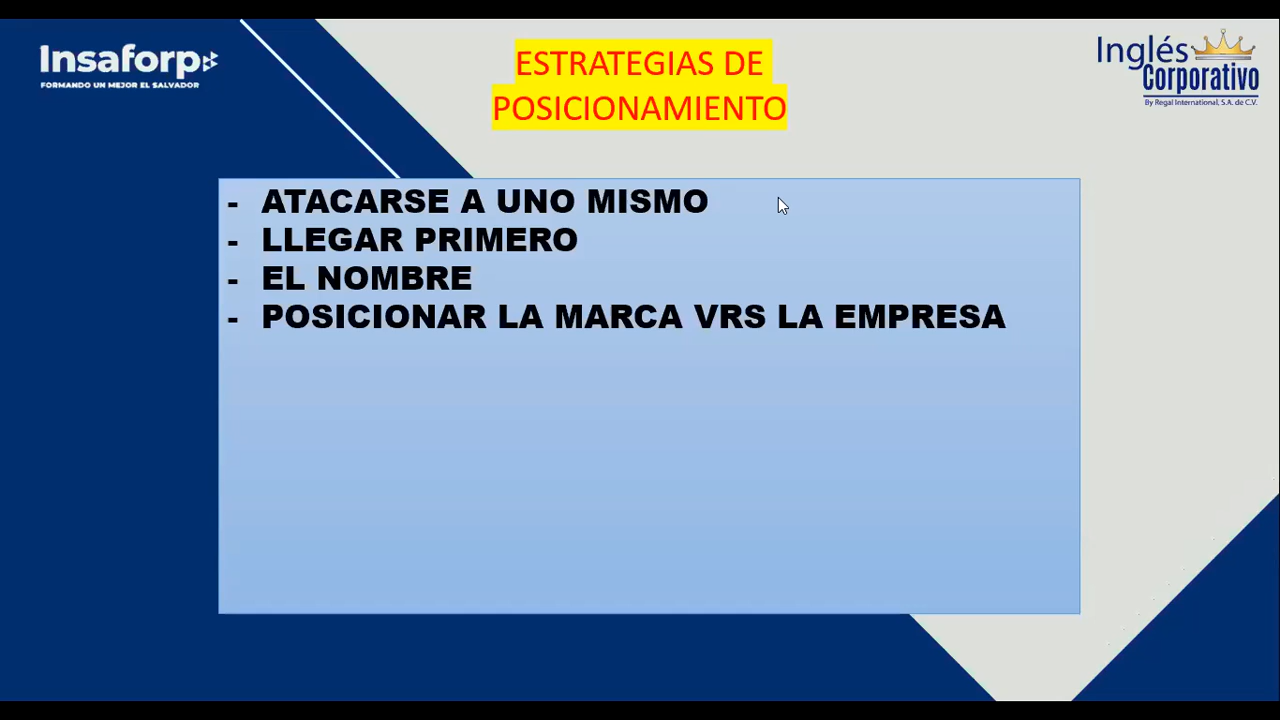 Insaforp
FORMANDO UN MEJOR EL SALVADOR
ESTRATEGIAS DE
POSICIONAMIENTO
Inglés
Corporativo
By Regal International, S.A. de C.V.
- ATACARSE A UNO MISMO
- LLEGAR PRIMERO
- EL NOMBRE
- POSICIONAR LA MARCA VRS LA EMPRESA